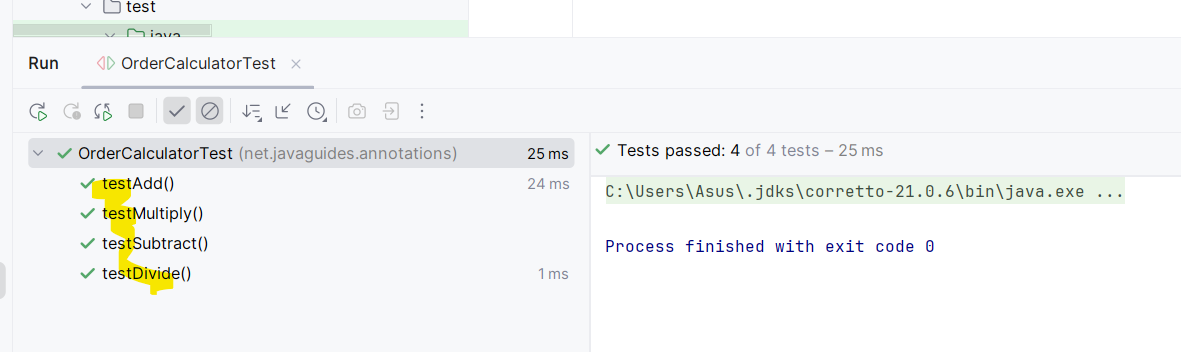 test
java
Run OrderCalculatorTest
OrderCalculatorTest (net.javaguides.annotations) 25 ms
testAdd() 24 ms
testMultiply()
testSubtract()
testDivide() 1 ms
Tests passed: 4 of 4 tests – 25 ms
C:\Users\Asus\.jdks\corretto-21.0.6\bin\java.exe ...
Process finished with exit code 0